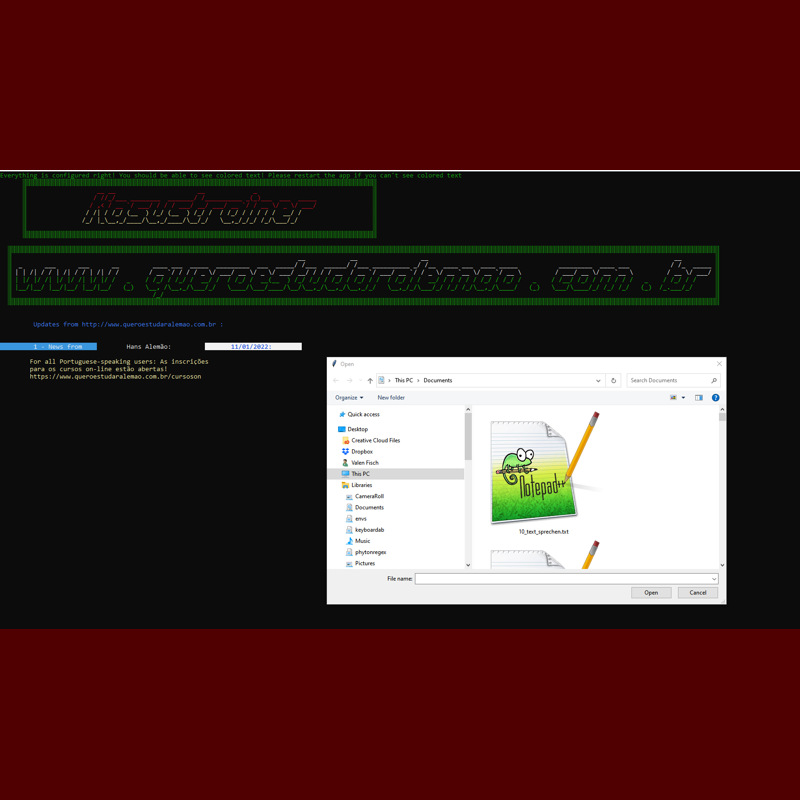 Everything is configured right! You should be able to see colored text! Please restart the app if you can't see colored text
www.queroestudaralemao.com.br
Updates from http://www.queroestudaralemao.com.br :
1 - News from Hans Alemão: 11/01/2022:
For all Portuguese-speaking users: As inscrições
para os cursos on-line estão abertas!
https://www.queroestudaralemao.com.br/cursoson
Open
This PC › Documents
Search Documents
Organize
New folder
Quick access
Desktop
Creative Cloud Files
Dropbox
Valen Fisch
This PC
Libraries
CameraRoll
Documents
envs
keyboardab
Music
phytonregex
Pictures
Notepad++
10_text_sprechen.txt
File name:
Open
Cancel